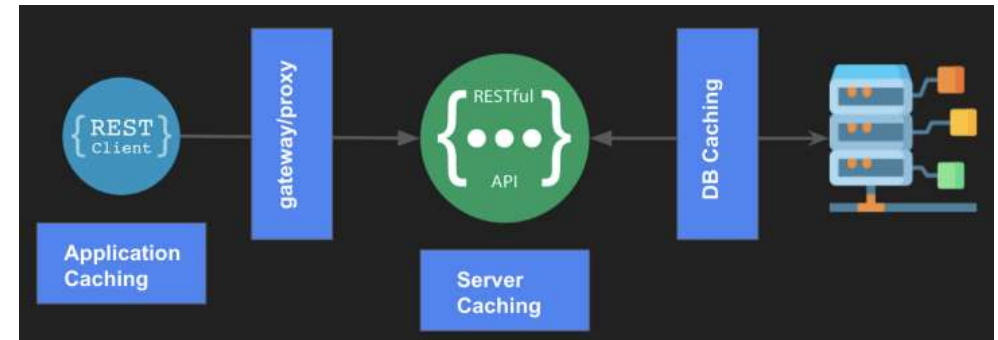 {REST}
Client
gateway/proxy
RESTful
{•••}
API
DB Caching
Application
Caching
Server
Caching